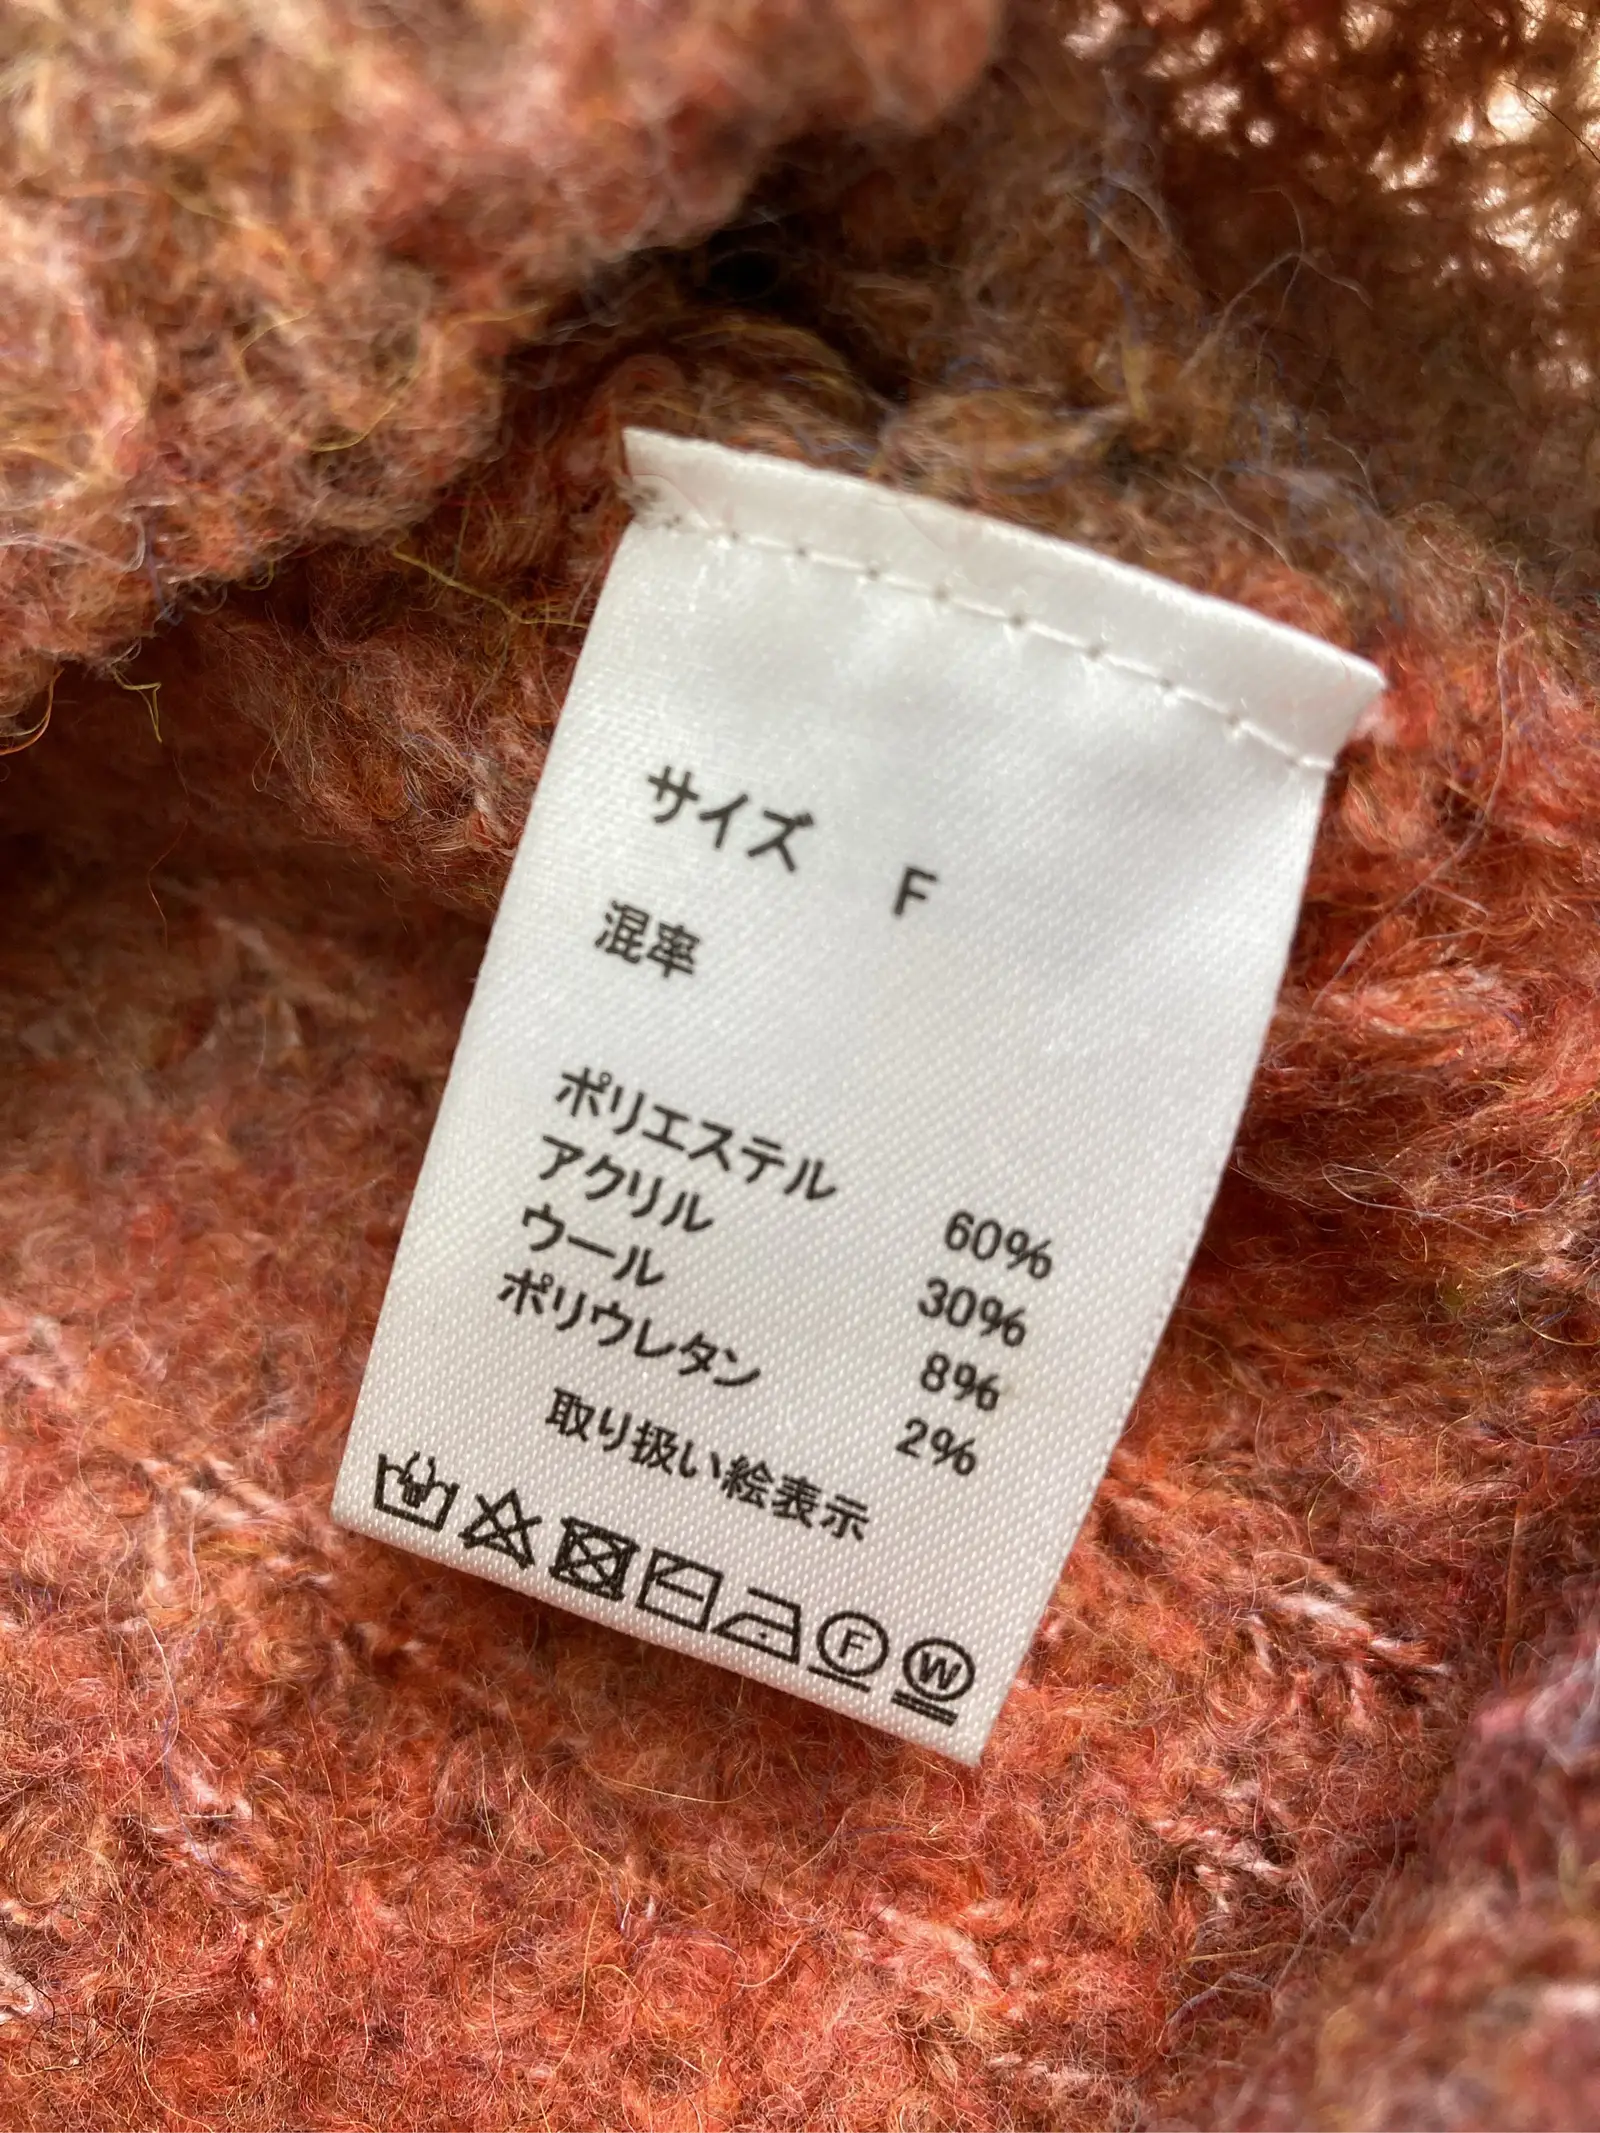 サイズ F
混率
ポリエステル 60%
アクリル 30%
ウール 8%
ポリウレタン 2%
取り扱い絵表示
F W